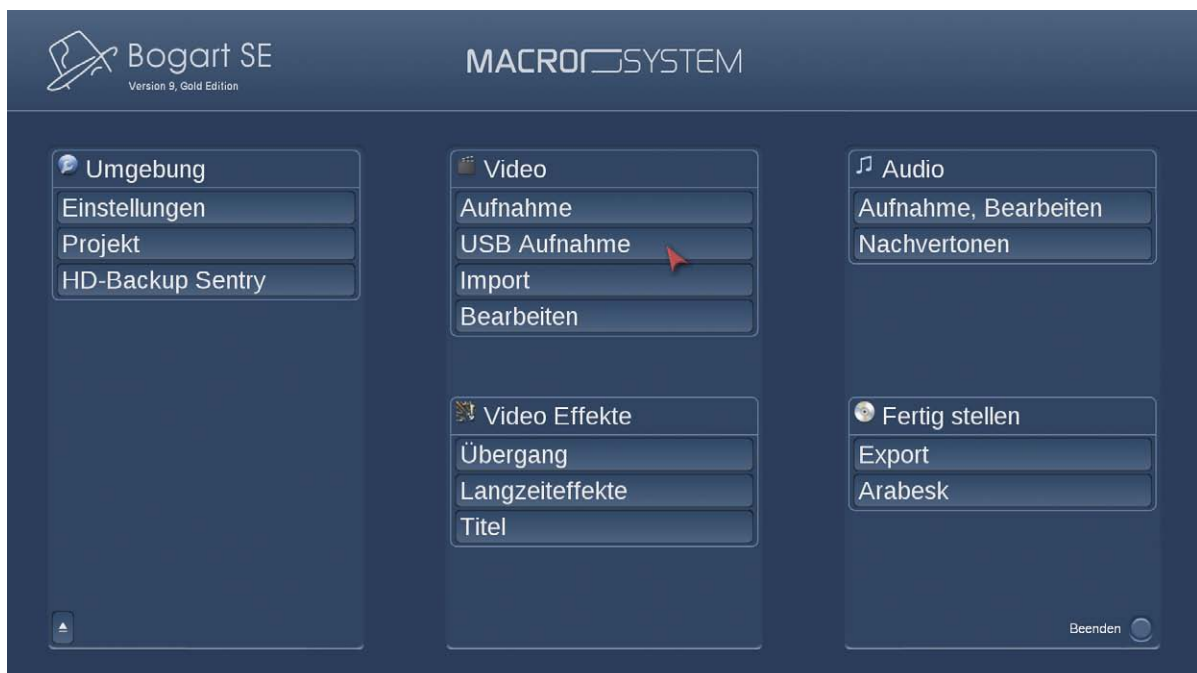 Bogart SE
Version 9, Gold Edition
MACROSYSTEM
Umgebung
Einstellungen
Projekt
HD-Backup Sentry
Video
Aufnahme
USB Aufnahme
Import
Bearbeiten
Audio
Aufnahme, Bearbeiten
Nachvertonen
Video Effekte
Übergang
Langzeiteffekte
Titel
Fertig stellen
Export
Arabesk
Beenden